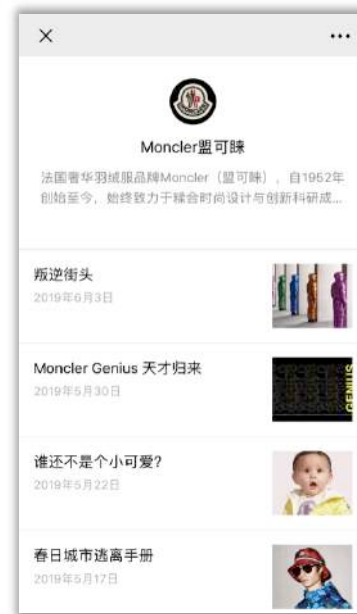 Moncler盟可睐
法国奢华羽绒服品牌Moncler（盟可睐），自1952
创始至今，始终致力于糅合时尚设计与创新科研成...
叛逆街头
2019年6月3日
Moncler Genius 天才归来
2019年5月30日
GENIUS
谁还不是个小可爱?
2019年5月22日
春日城市逃离手册
2019年5月17日